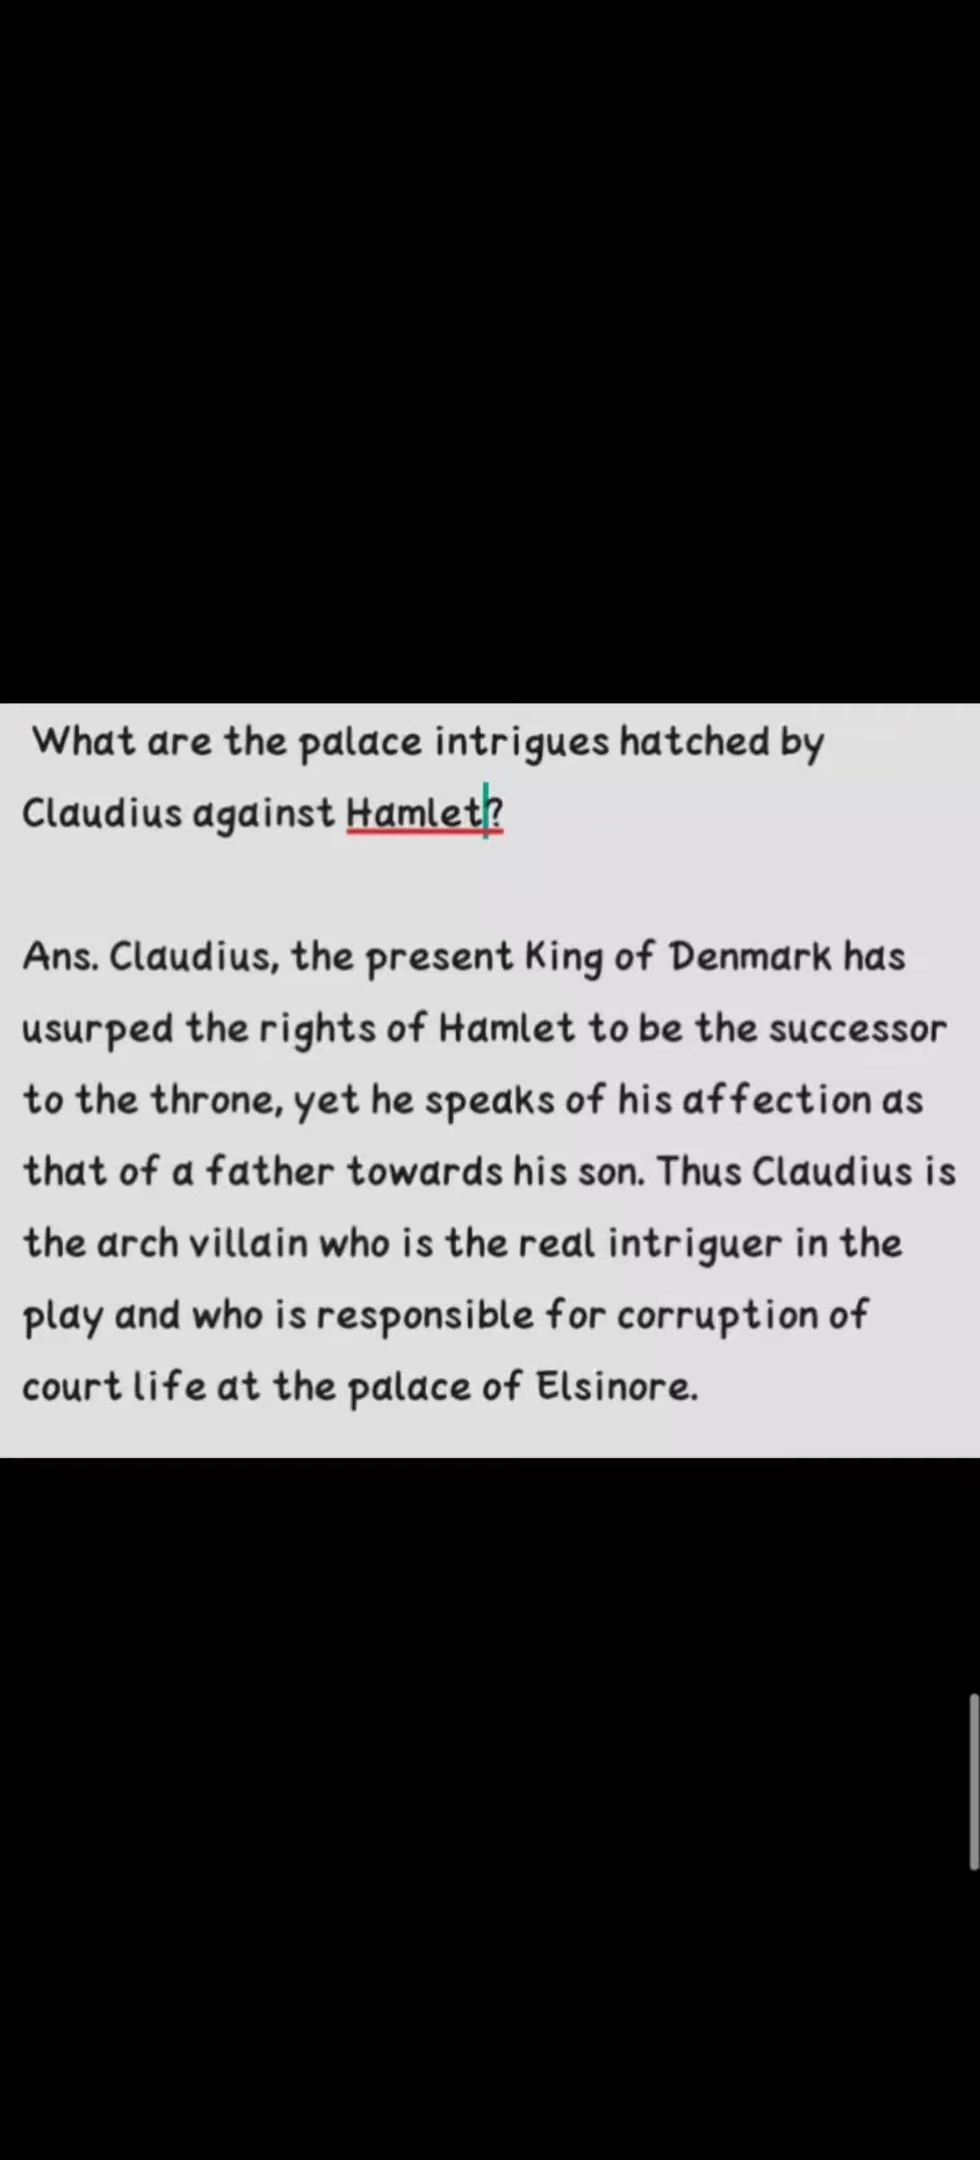 What are the palace intrigues hatched by
Claudius against Hamlet?
Ans. Claudius, the present King of Denmark has
usurped the rights of Hamlet to be the successor
to the throne, yet he speaks of his affection as
that of a father towards his son. Thus Claudius is
the arch villain who is the real intriguer in the
play and who is responsible for corruption of
court life at the palace of Elsinore.